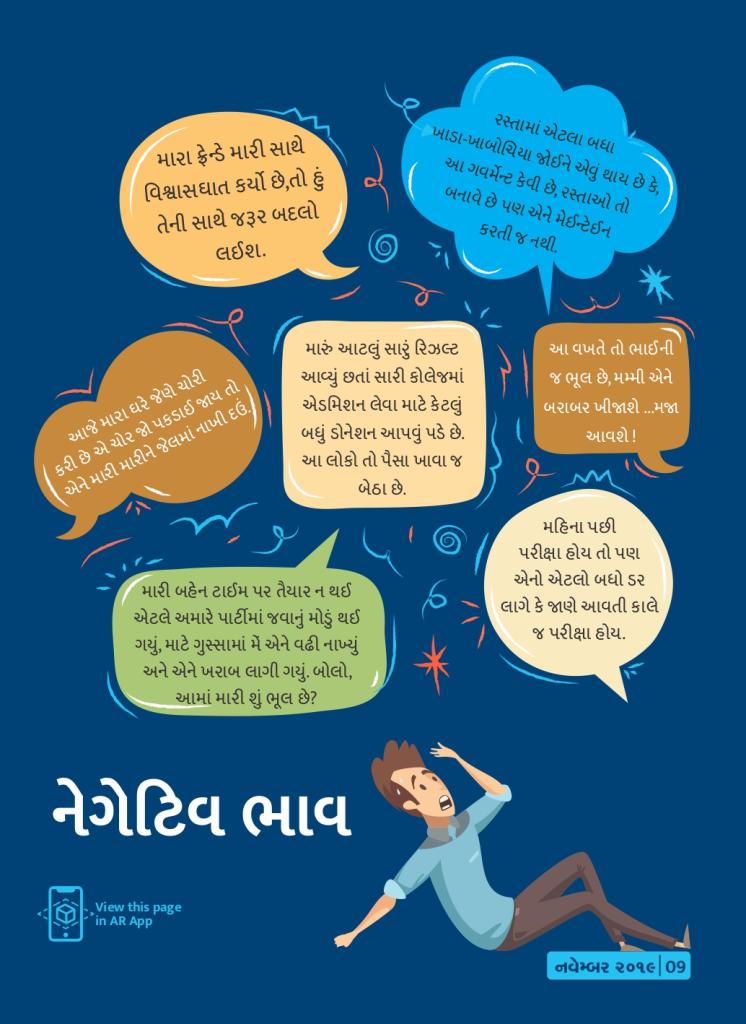 મારા ફ્રેન્ડે મારી સાથે
વિશ્વાસઘાત કર્યો છે,તો હું
તેની સાથે જરૂર બદલો
લઈશ.
રસ્તામાં એટલા બધા
ખાડા-ખાબોચિયા જોઈને એવું થાય છે કે,
આ ગવર્મેન્ટ કેવી છે, રસ્તાઓ તો
બનાવે છે પણ એને મેઈન્ટેઈન
કરતી જ નથી.
આજે મારા ઘરે જેણે ચોરી
કરી છે એ ચોર જો પકડાઈ જાય તો
એને મારી મારીને જેલમાં નાખી દઉં.
મારું આટલું સારું રિઝલ્ટ
આવ્યું છતાં સારી કોલેજમાં
એડમિશન લેવા માટે કેટલું
બધું ડોનેશન આપવું પડે છે.
આ લોકો તો પૈસા ખાવા જ
બેઠા છે.
આ વખતે તો ભાઈની
જ ભૂલ છે, મમ્મી એને
બરાબર ખીજાશે ...મજા
આવશે !
મારી બહેન ટાઈમ પર તૈયાર ન થઈ
એટલે અમારે પાર્ટીમાં જવાનું મોડું થઈ
ગયું, માટે ગુસ્સામાં મેં એને વઢી નાખ્યું
અને એને ખરાબ લાગી ગયું. બોલો,
આમાં મારી શું ભૂલ છે?
મહિના પછી
પરીક્ષા હોય તો પણ
એનો એટલો બધો ડર
લાગે કે જાણે આવતી કાલે
જ પરીક્ષા હોય.
નેગેટિવ ભાવ
View this page
in AR App
નવેમ્બર ૨૦૧૯ | 09